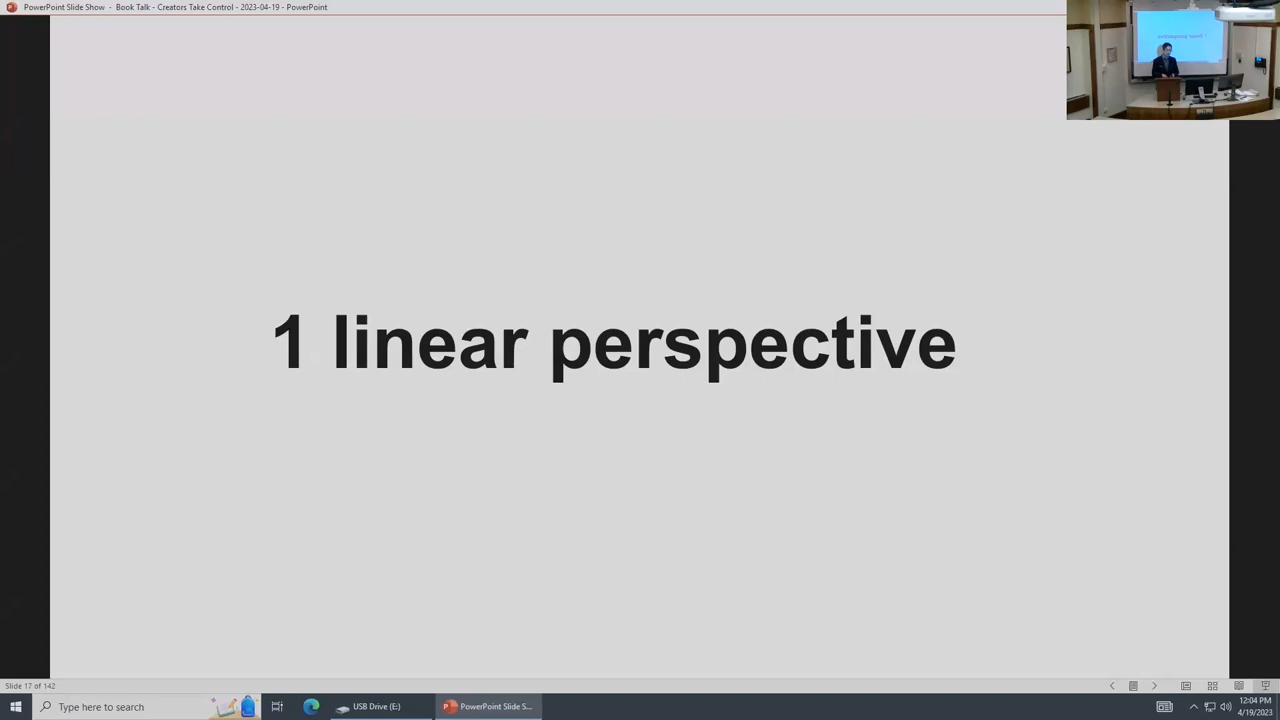 PowerPoint Slide Show - Book Talk - Creators Take Control - 2023-04-19 - PowerPoint
1 linear perspective
Slide 17 of 142
Type here to search
USB Drive (E:)
PowerPoint Slide S...
12:04 PM
4/19/2023